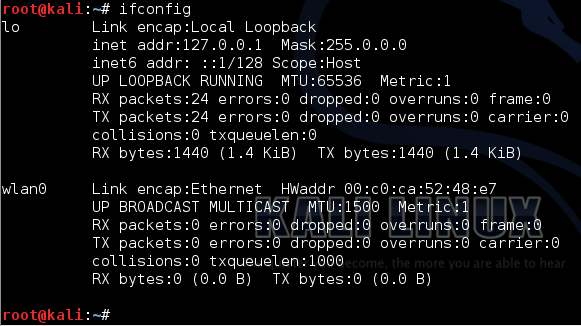 root@kali:~# ifconfig
lo        Link encap:Local Loopback
          inet addr:127.0.0.1  Mask:255.0.0.0
          inet6 addr: ::1/128 Scope:Host
          UP LOOPBACK RUNNING  MTU:65536  Metric:1
          RX packets:24 errors:0 dropped:0 overruns:0 frame:0
          TX packets:24 errors:0 dropped:0 overruns:0 carrier:0
          collisions:0 txqueuelen:0
          RX bytes:1440 (1.4 KiB)  TX bytes:1440 (1.4 KiB)
wlan0     Link encap:Ethernet  HWaddr 00:c0:ca:52:48:e7
          UP BROADCAST MULTICAST  MTU:1500  Metric:1
          RX packets:0 errors:0 dropped:0 overruns:0 frame:0
          TX packets:0 errors:0 dropped:0 overruns:0 carrier:0
          collisions:0 txqueuelen:1000
          RX bytes:0 (0.0 B)  TX bytes:0 (0.0 B)
root@kali:~#
KALI LINUX
become, the more you are able to hear.